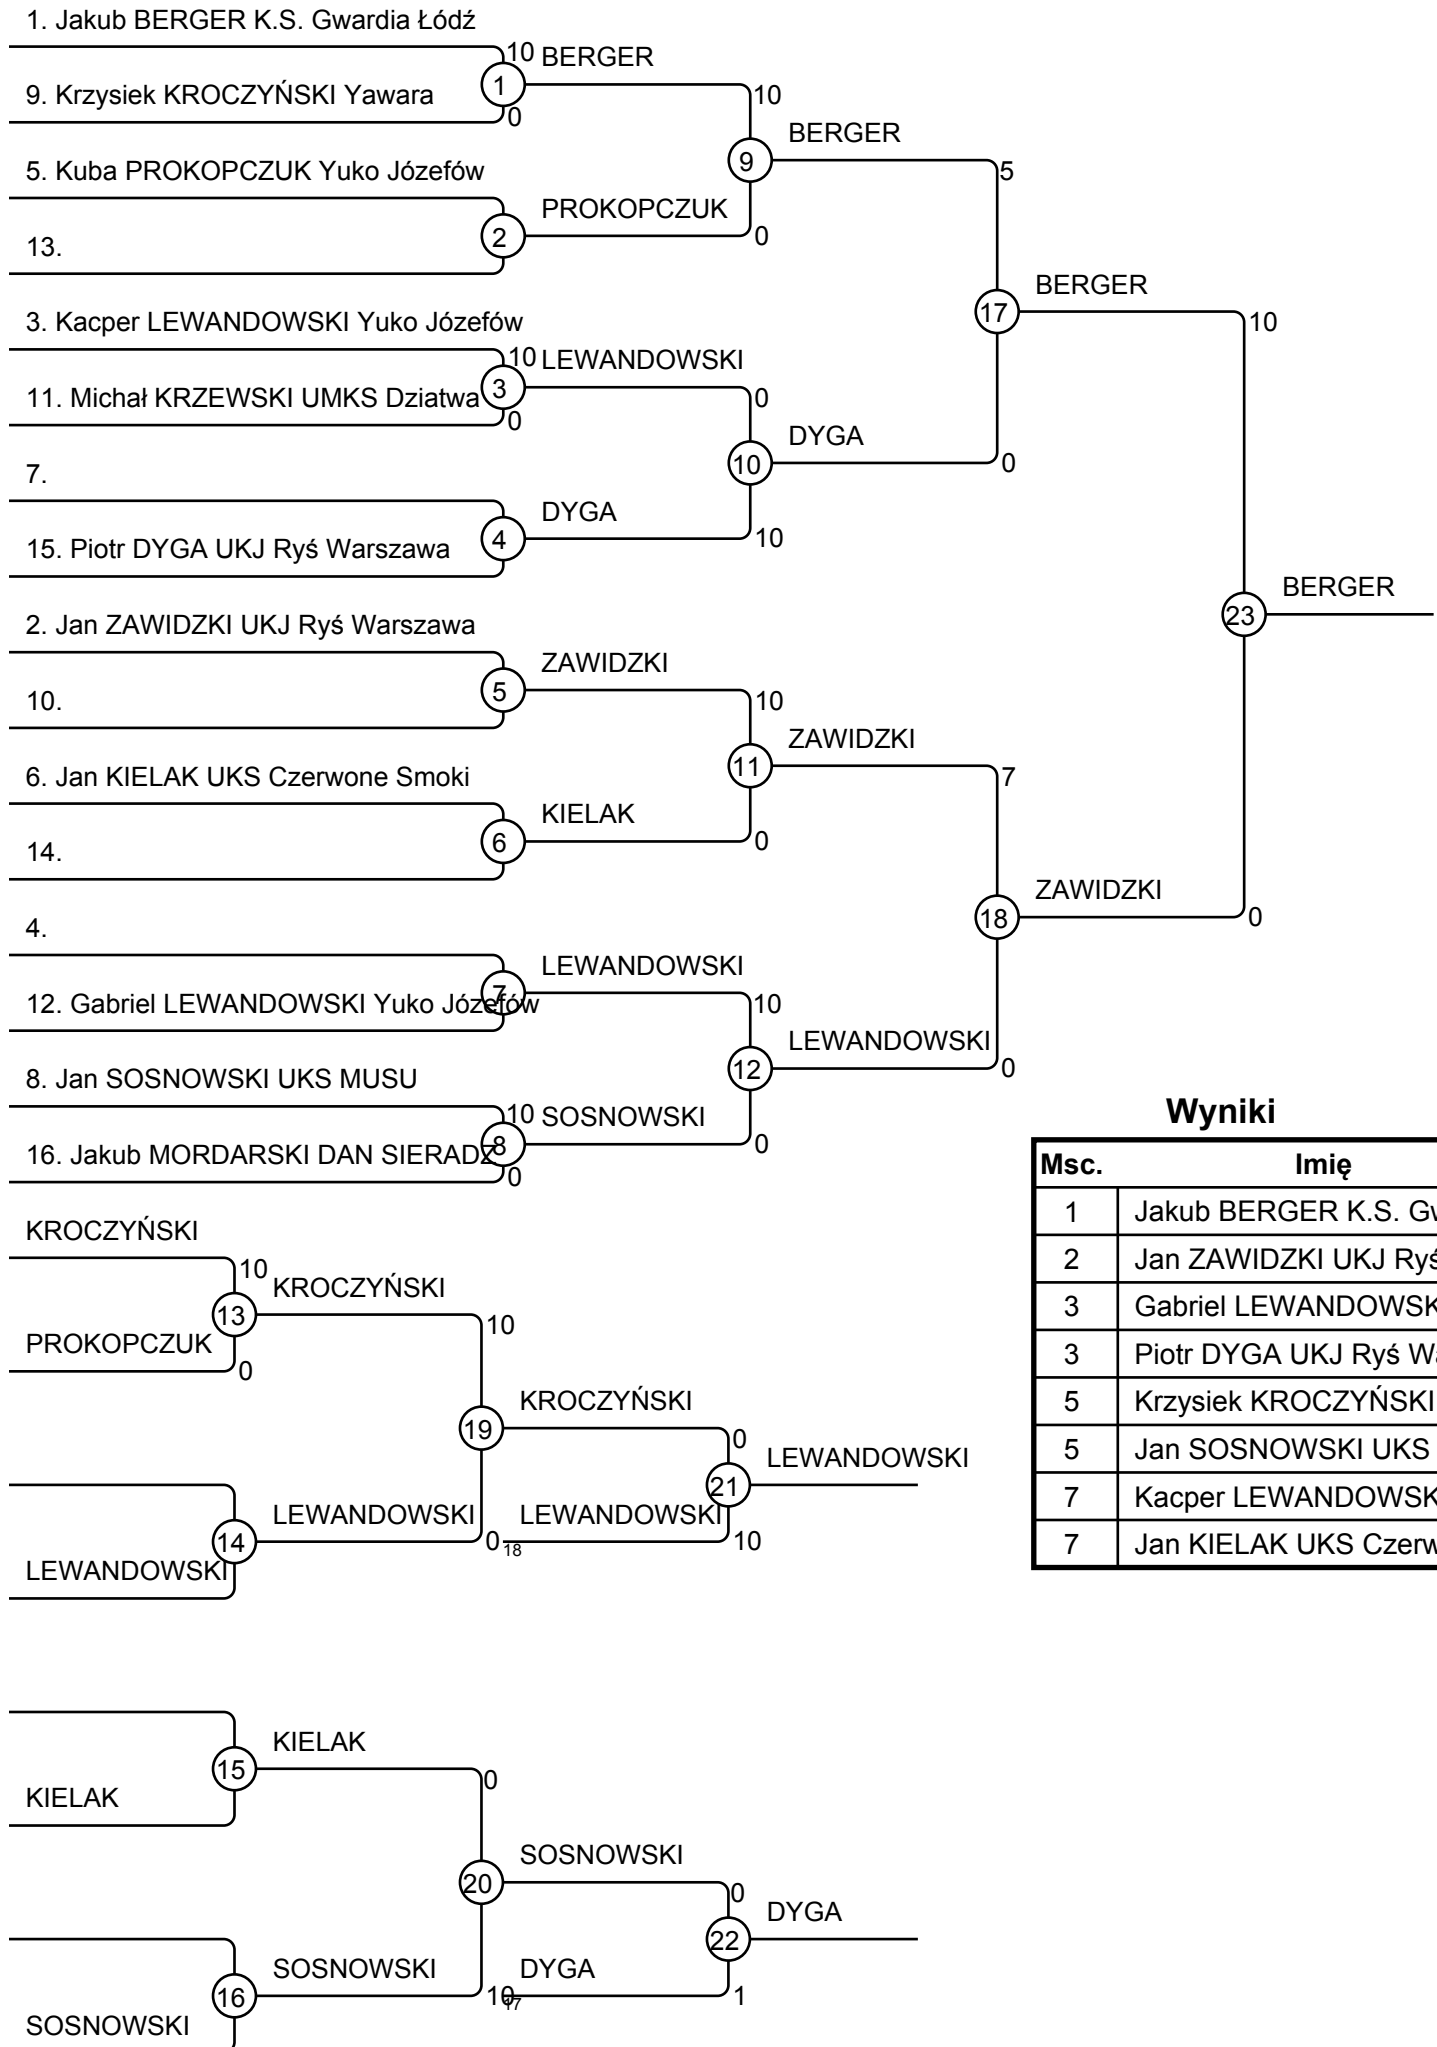 1. Jakub BERGER K.S. Gwardia Łódź
10 BERGER
1
9. Krzysiek KROCZYŃSKI Yawara
0
10
BERGER
9
5
5. Kuba PROKOPCZUK Yuko Józefów
PROKOPCZUK
2
0
13.
BERGER
17
10
3. Kacper LEWANDOWSKI Yuko Józefów
10 LEWANDOWSKI
3
11. Michał KRZEWSKI UMKS Dziatwa
0
0
DYGA
10
0
7.
DYGA
4
10
15. Piotr DYGA UKJ Ryś Warszawa
BERGER
23
2. Jan ZAWIDZKI UKJ Ryś Warszawa
ZAWIDZKI
5
10
10.
ZAWIDZKI
11
7
6. Jan KIELAK UKS Czerwone Smoki
KIELAK
6
0
14.
ZAWIDZKI
18
0
4.
LEWANDOWSKI
7
10
12. Gabriel LEWANDOWSKI Yuko Józefów
LEWANDOWSKI
12
0
8. Jan SOSNOWSKI UKS MUSU
10 SOSNOWSKI
8
0
16. Jakub MORDARSKI DAN SIERADZ
0
KROCZYŃSKI
10
KROCZYŃSKI
13
10
PROKOPCZUK
0
KROCZYŃSKI
19
0
LEWANDOWSKI
21
LEWANDOWSKI
14
0
LEWANDOWSKI
18
10
LEWANDOWSKI
KIELAK
15
0
KIELAK
SOSNOWSKI
20
0
DYGA
22
SOSNOWSKI
16
10
DYGA
17
1
SOSNOWSKI
Wyniki
Msc. Imię
1 Jakub BERGER K.S. Gw
2 Jan ZAWIDZKI UKJ Ryś
3 Gabriel LEWANDOWSK
3 Piotr DYGA UKJ Ryś Wa
5 Krzysiek KROCZYŃSKI
5 Jan SOSNOWSKI UKS
7 Kacper LEWANDOWSK
7 Jan KIELAK UKS Czerw